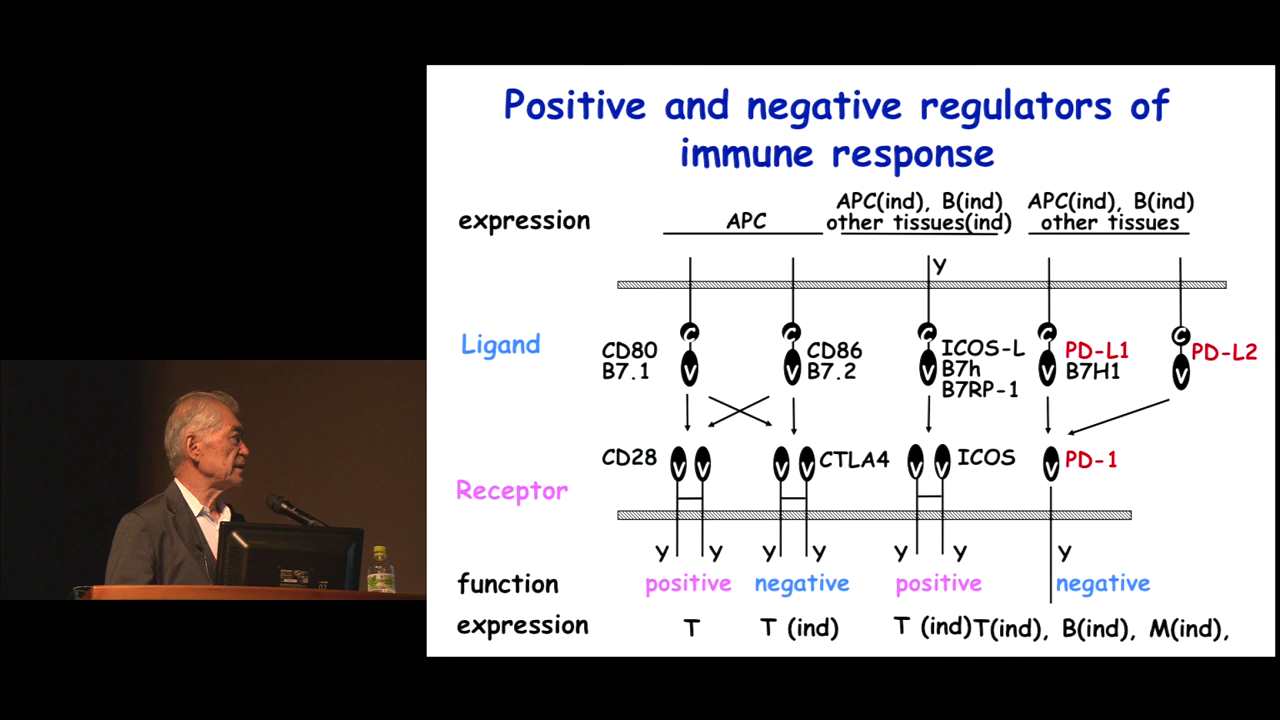 Positive and negative regulators of
immune response
expression
APC
APC(ind), B(ind)
other tissues(ind)
APC(ind), B(ind)
other tissues
Y
C
C
C
C
C
Ligand
CD80
B7.1
V
V
CD86
B7.2
V
ICOS-L
B7h
B7RP-1
V
PD-L1
B7H1
V
PD-L2
Receptor
CD28
V V
V V
CTLA4
V V
ICOS
V
PD-1
Y Y
Y Y
Y Y
Y
function
positive
negative
positive
negative
expression
T
T (ind)
T (ind)
T(ind), B(ind), M(ind),